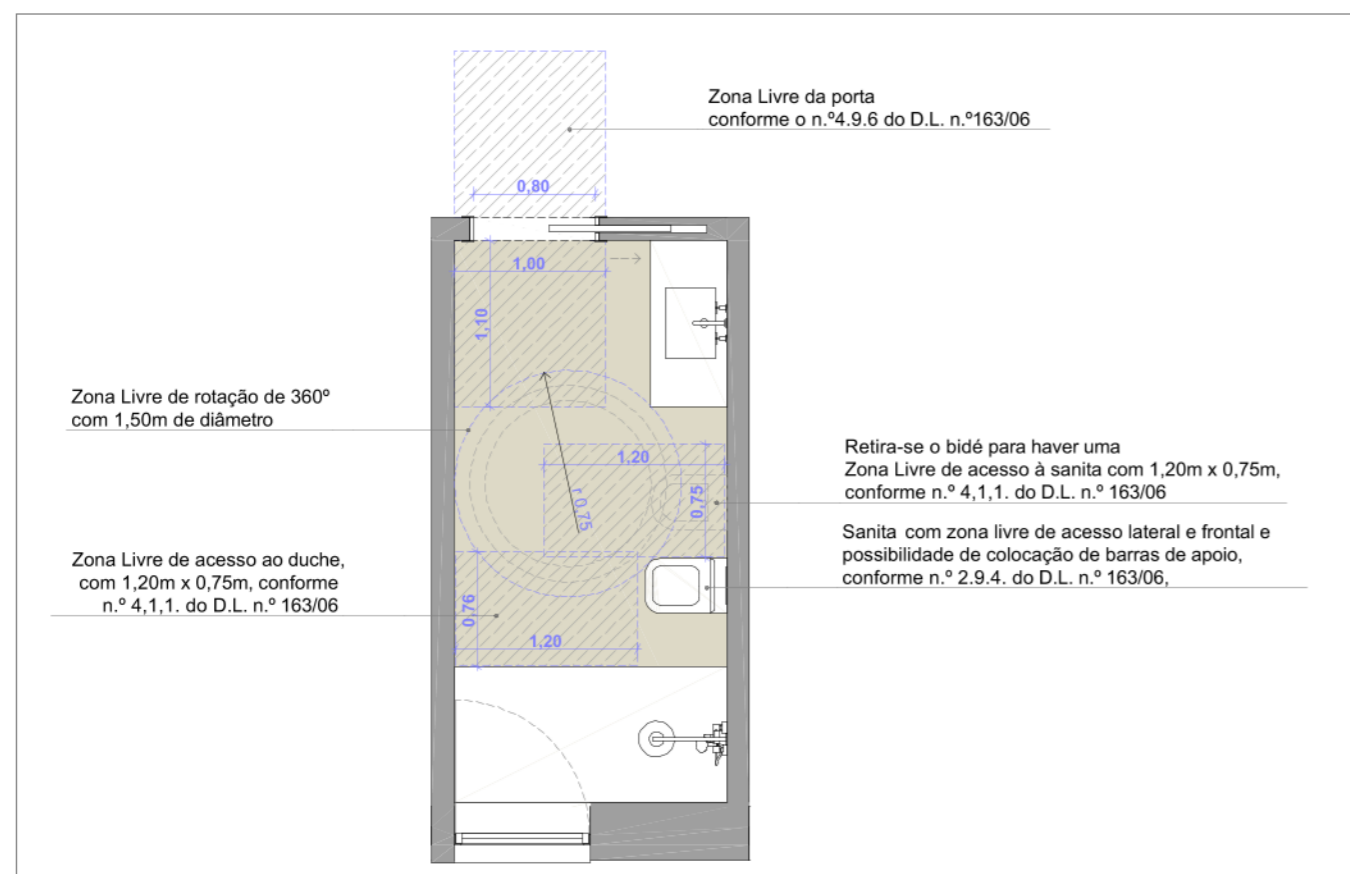 Zona Livre da porta
conforme o n.º4.9.6 do D.L. n.º163/06
0,80
1,00
1,10
Zona Livre de rotação de 360º
com 1,50m de diâmetro
1,20
0,75
r 0,75
Retira-se o bidé para haver uma
Zona Livre de acesso à sanita com 1,20m x 0,75m,
conforme n.º 4,1,1. do D.L. n.º 163/06
Sanita com zona livre de acesso lateral e frontal e
possibilidade de colocação de barras de apoio,
conforme n.º 2.9.4. do D.L. n.º 163/06,
Zona Livre de acesso ao duche,
com 1,20m x 0,75m, conforme
n.º 4,1,1. do D.L. n.º 163/06
0,76
1,20